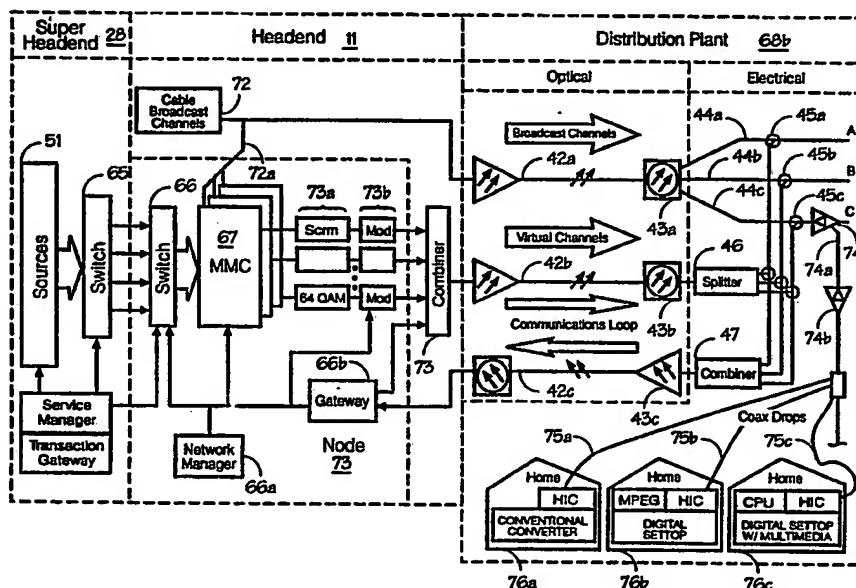 Super Headend 28
Headend 11
Distribution Plant 68b
Optical
Electrical
Cable Broadcast Channels
72
72a
51
Sources
65
Switch
66
Switch
67
MMC
73a
73b
Scrm
Mod
64 QAM
Mod
Combiner
73
66b
Gateway
Service Manager
Transaction Gateway
Network Manager
66a
Node 73
Broadcast Channels
42a
43a
44a
44b
44c
45a
45b
45c
A
B
C
74
74a
74b
Virtual Channels
42b
43b
46
Splitter
Communications Loop
47
Combiner
42c
43c
Coax Drops
75a
75b
75c
Home
HIC
CONVENTIONAL CONVERTER
76a
Home
MPEG
HIC
DIGITAL SETTOP
76b
Home
CPU
HIC
DIGITAL SETTOP W/ MULTIMEDIA
76c